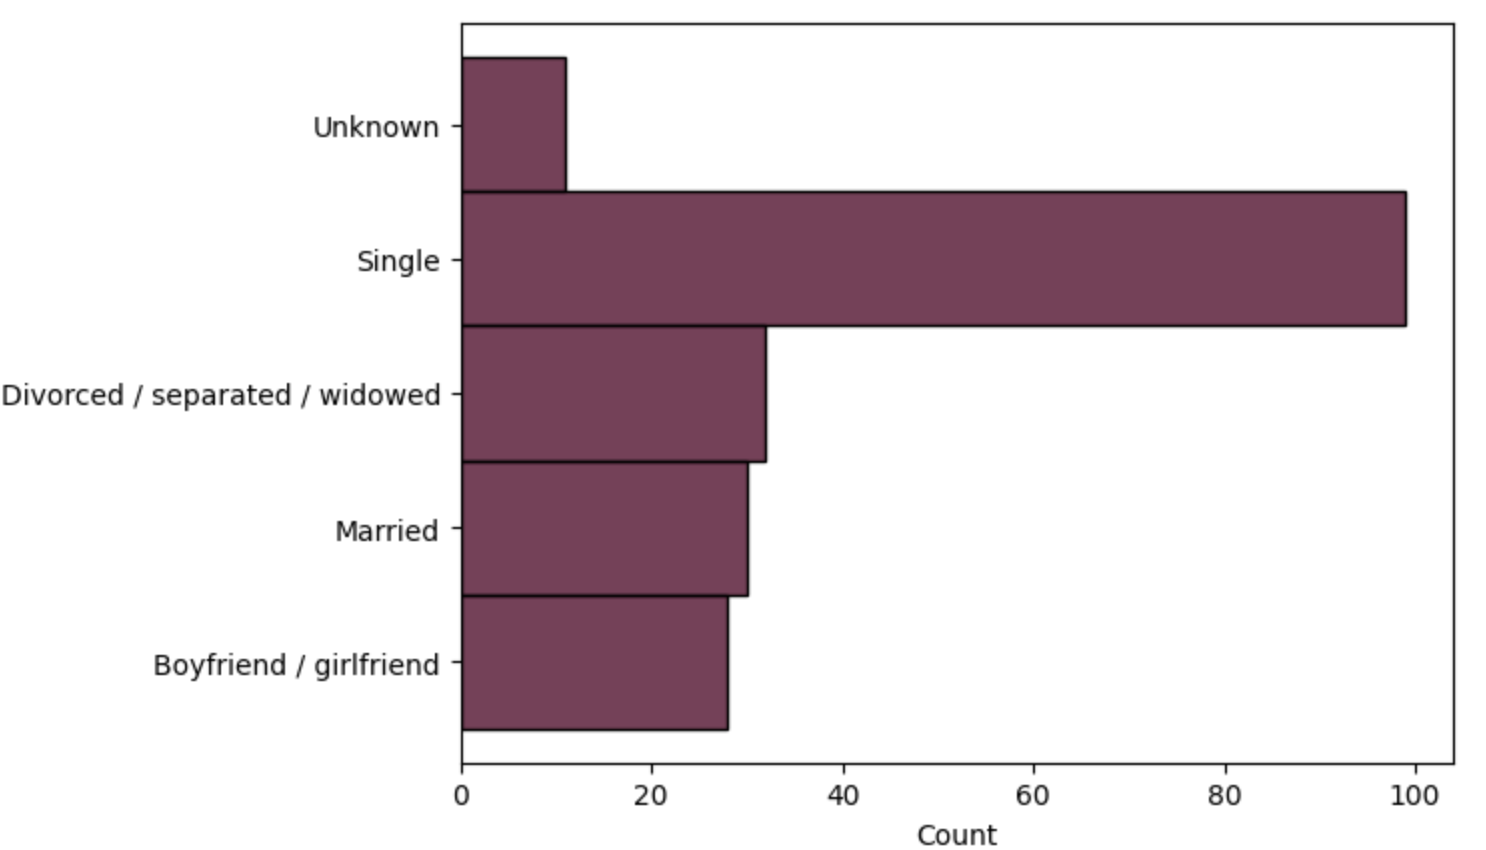 Unknown
Single
Divorced / separated / widowed
Married
Boyfriend / girlfriend
0 20 40 60 80 100
Count